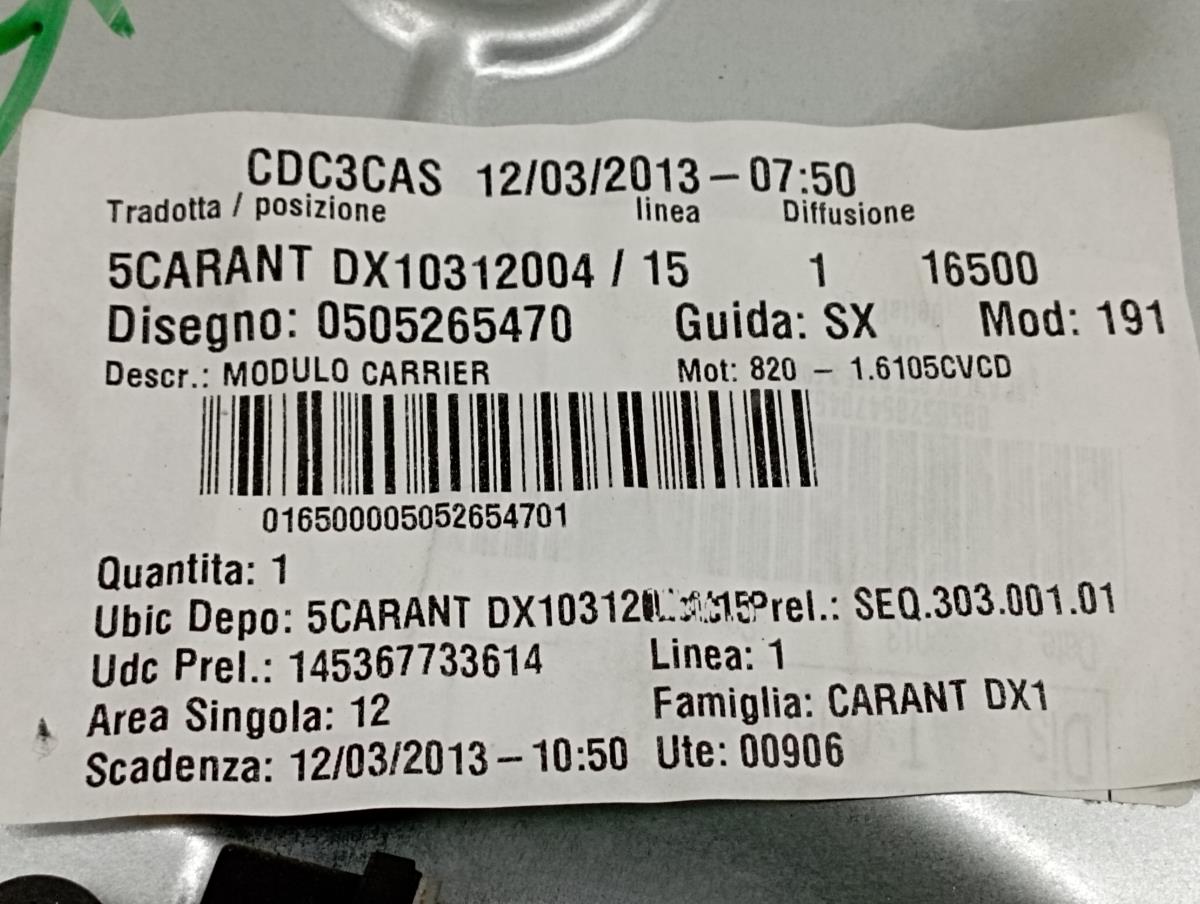 CDC3CAS 12/03/2013 – 07:50
Tradotta / posizione linea Diffusione
5CARANT DX10312004 / 15 1 16500
Disegno: 0505265470 Guida: SX Mod: 191
Descr.: MODULO CARRIER Mot: 820 – 1.6105CVCD
016500005052654701
Quantita: 1
Ubic Depo: 5CARANT DX10312 Prel.: SEQ.303.001.01
Udc Prel.: 145367733614 Linea: 1
Area Singola: 12 Famiglia: CARANT DX1
Scadenza: 12/03/2013 – 10:50 Ute: 00906